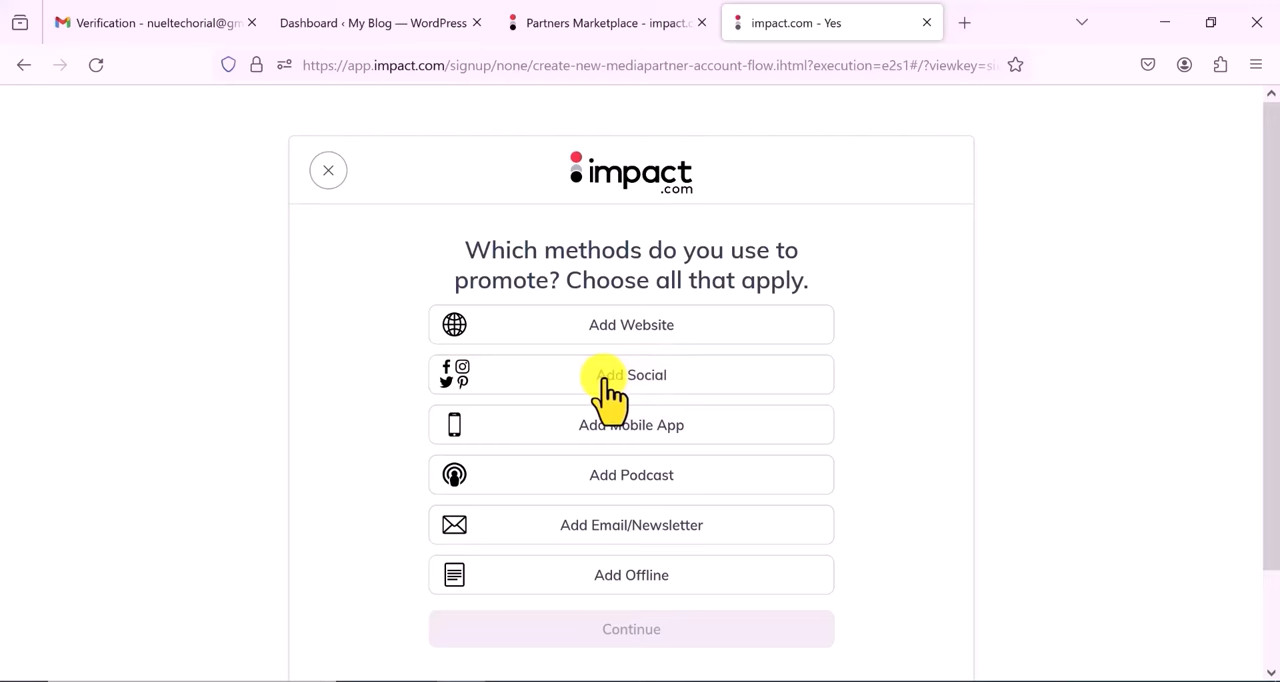 Verification - nueltechorial@gm
Dashboard ‹ My Blog — WordPress
Partners Marketplace - impact.c
impact.com - Yes
https://app.impact.com/signup/none/create-new-mediapartner-account-flow.ihtml?execution=e2s1#/?viewkey=si
impact
.com
Which methods do you use to
promote? Choose all that apply.
Add Website
Add Social
Add Mobile App
Add Podcast
Add Email/Newsletter
Add Offline
Continue